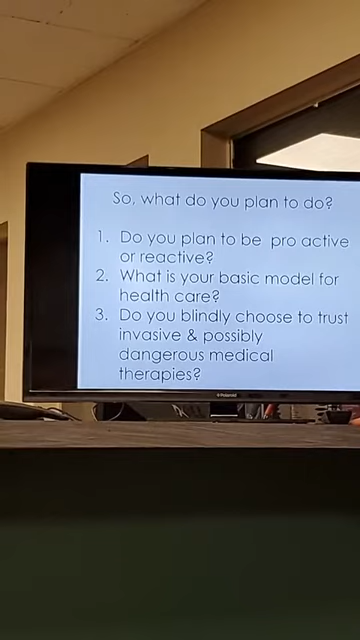 So, what do you plan to do?
1. Do you plan to be pro active
or reactive?
2. What is your basic model for
health care?
3. Do you blindly choose to trust
invasive & possibly
dangerous medical
therapies?
Polaroid